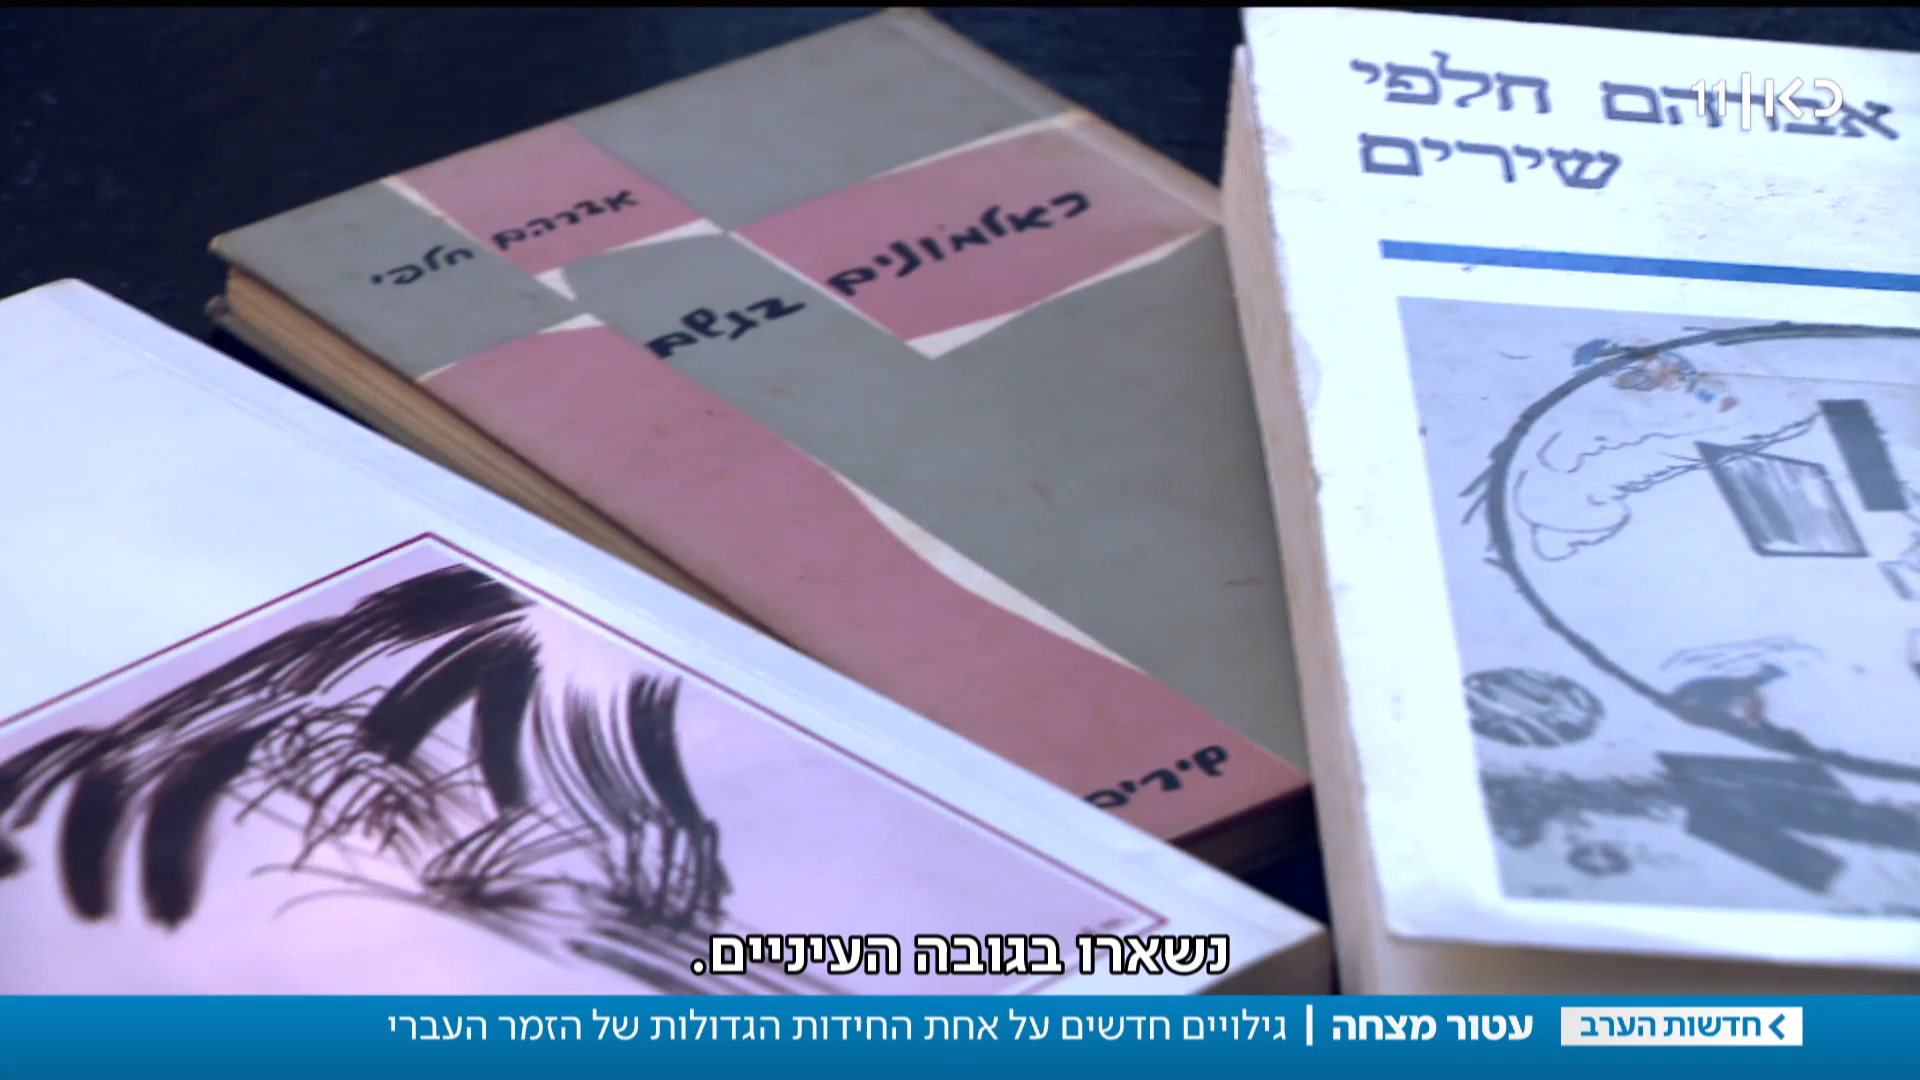 כאן 11
אברהם חלפי
שירים
אברהם חלפי
כאלמונים
בגשם
נשארו בגובה העיניים.
חדשות הערב
עטור מצחה | גילויים חדשים על אחת החידות הגדולות של הזמר העברי